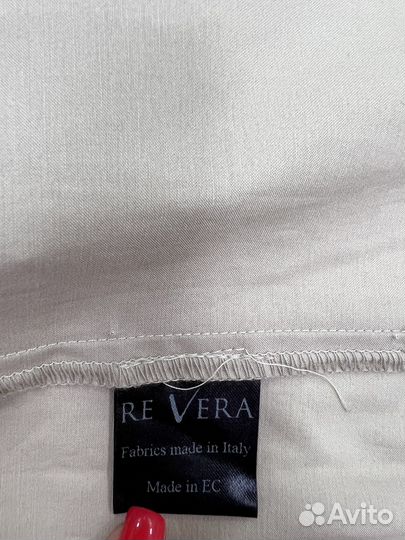 RE VERA
Fabrics made in Italy
Made in EC
Avito